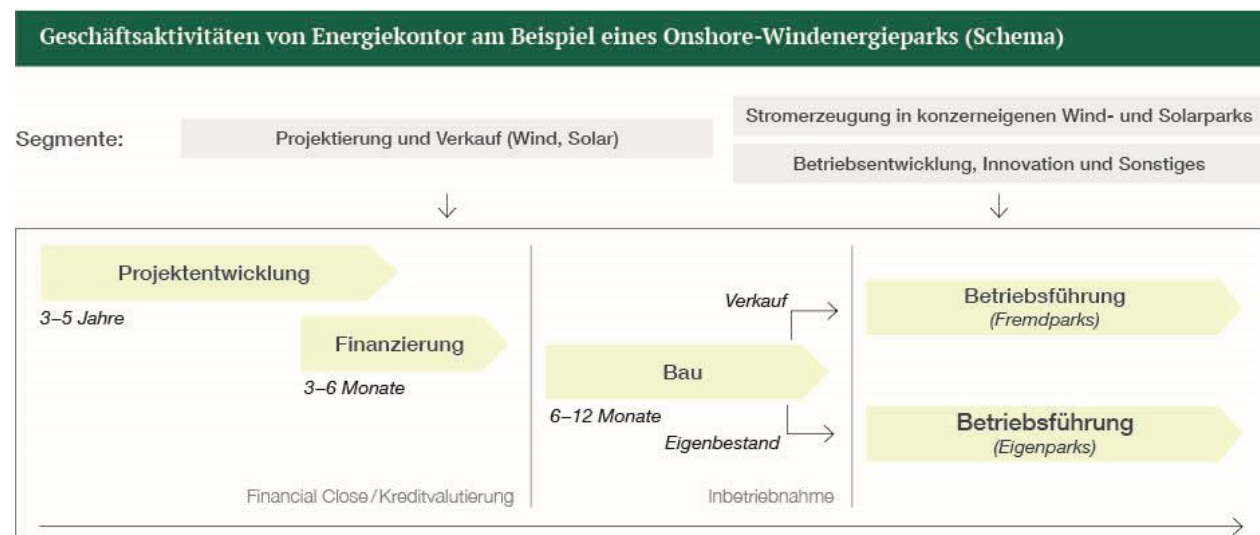 Geschäftsaktivitäten von Energiekontor am Beispiel eines Onshore-Windenergieparks (Schema)
Segmente:
Projektierung und Verkauf (Wind, Solar)
Stromerzeugung in konzerneigenen Wind- und Solarparks
Betriebsentwicklung, Innovation und Sonstiges
Projektentwicklung
3–5 Jahre
Finanzierung
3–6 Monate
Bau
6–12 Monate
Verkauf
Eigenbestand
Betriebsführung
(Fremdparks)
Betriebsführung
(Eigenparks)
Financial Close/Kreditvalutierung
Inbetriebnahme